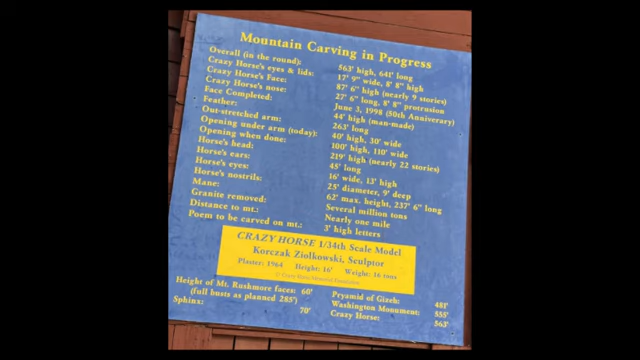 Mountain Carving in Progress
Overall (in the round): 563' high, 641' long
Crazy Horse's eyes & lids: 17' 9" wide, 8' 8" high
Crazy Horse's Face: 87' 6" high (nearly 9 stories)
Crazy Horse's nose: 27' 6" long, 8' 8" protrusion
Face Completed: June 3, 1998 (50th Anniversary)
Feather: 44' high (man-made)
Out-stretched arm: 263' long
Opening under arm (today): 40' high, 30' wide
Opening when done: 100' high, 110' wide
Horse's head: 219' high (nearly 22 stories)
Horse's ears: 45' long
Horse's eyes: 16' wide, 13' high
Horse's nostrils: 25' diameter, 9' deep
Mane: 62' max. height, 237' 6" long
Granite removed: Several million tons
Distance to mt.: Nearly one mile
Poem to be carved on mt.: 3' high letters
CRAZY HORSE 1/34th Scale Model
Korczak Ziolkowski, Sculptor
Plaster: 1964 Height: 16' Weight: 16 tons
© Crazy Horse Memorial Foundation
Height of Mt. Rushmore faces: 60'
(Full busts as planned 285')
Sphinx: 70'
Pryamid of Gizeh: 481'
Washington Monument: 555'
Crazy Horse: 563'